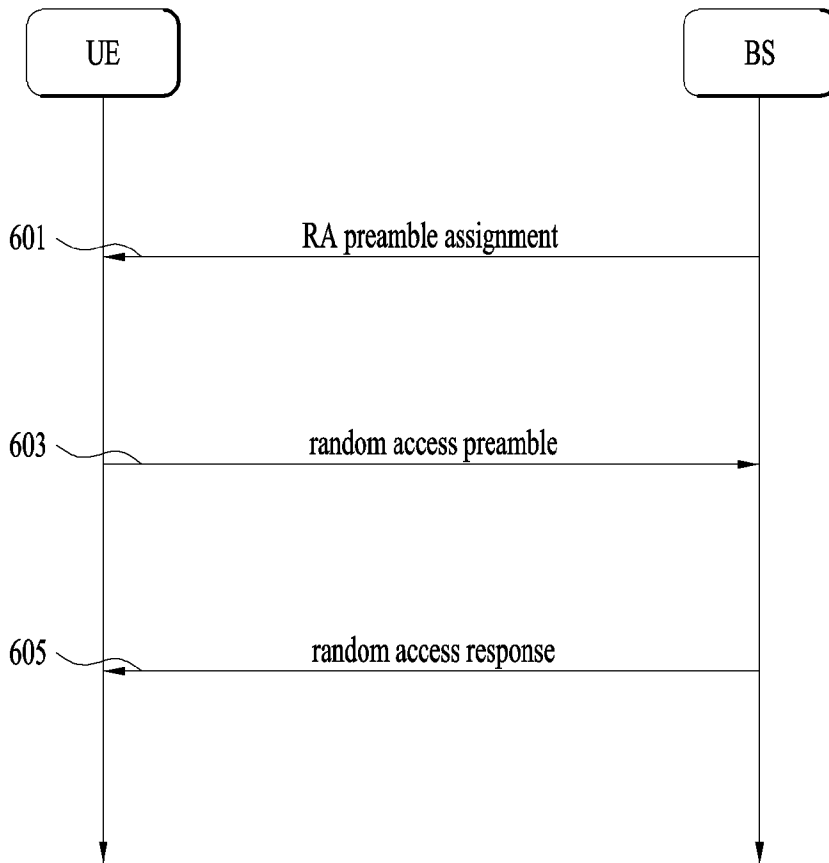 UE
BS
601
RA preamble assignment
603
random access preamble
605
random access response